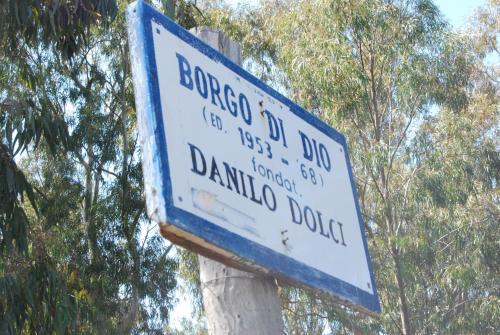 BORGO DI DIO
(ED. 1953 - '68)
fondat.
DANILO DOLCI